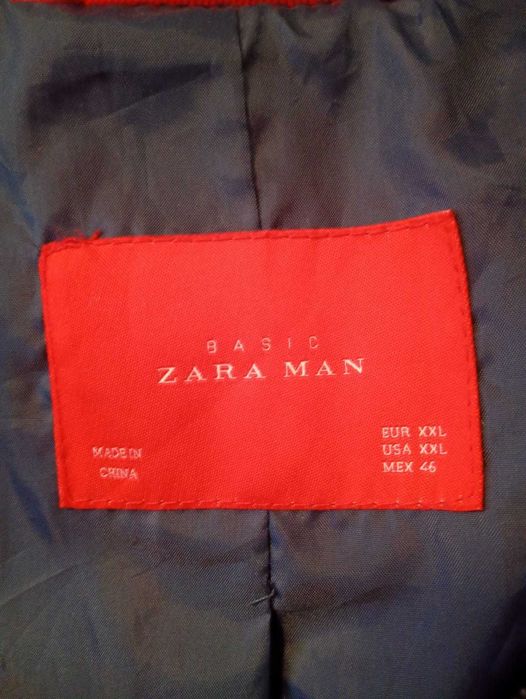 BASIC
ZARA MAN
MADE IN
CHINA
EUR XXL
USA XXL
MEX 46